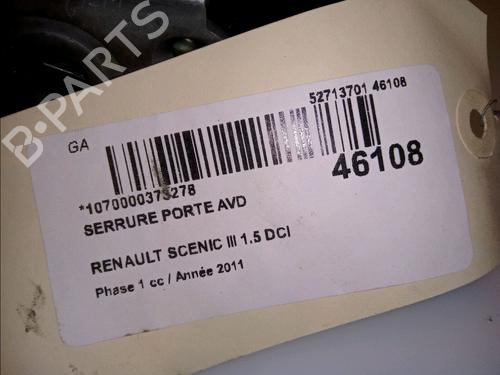 B-PARTS
GA
52713701 46108
46108
*1070000375278
SERRURE PORTE AVD
RENAULT SCENIC III 1.5 DCI
Phase 1 cc / Année 2011